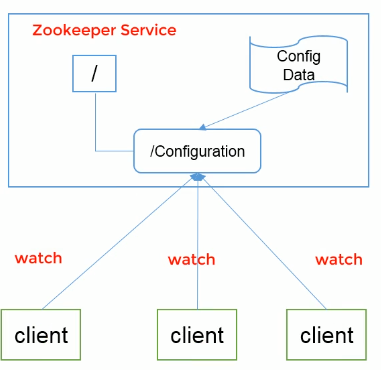 Zookeeper Service
/
Config
Data
/Configuration
watch
watch
watch
client
client
client